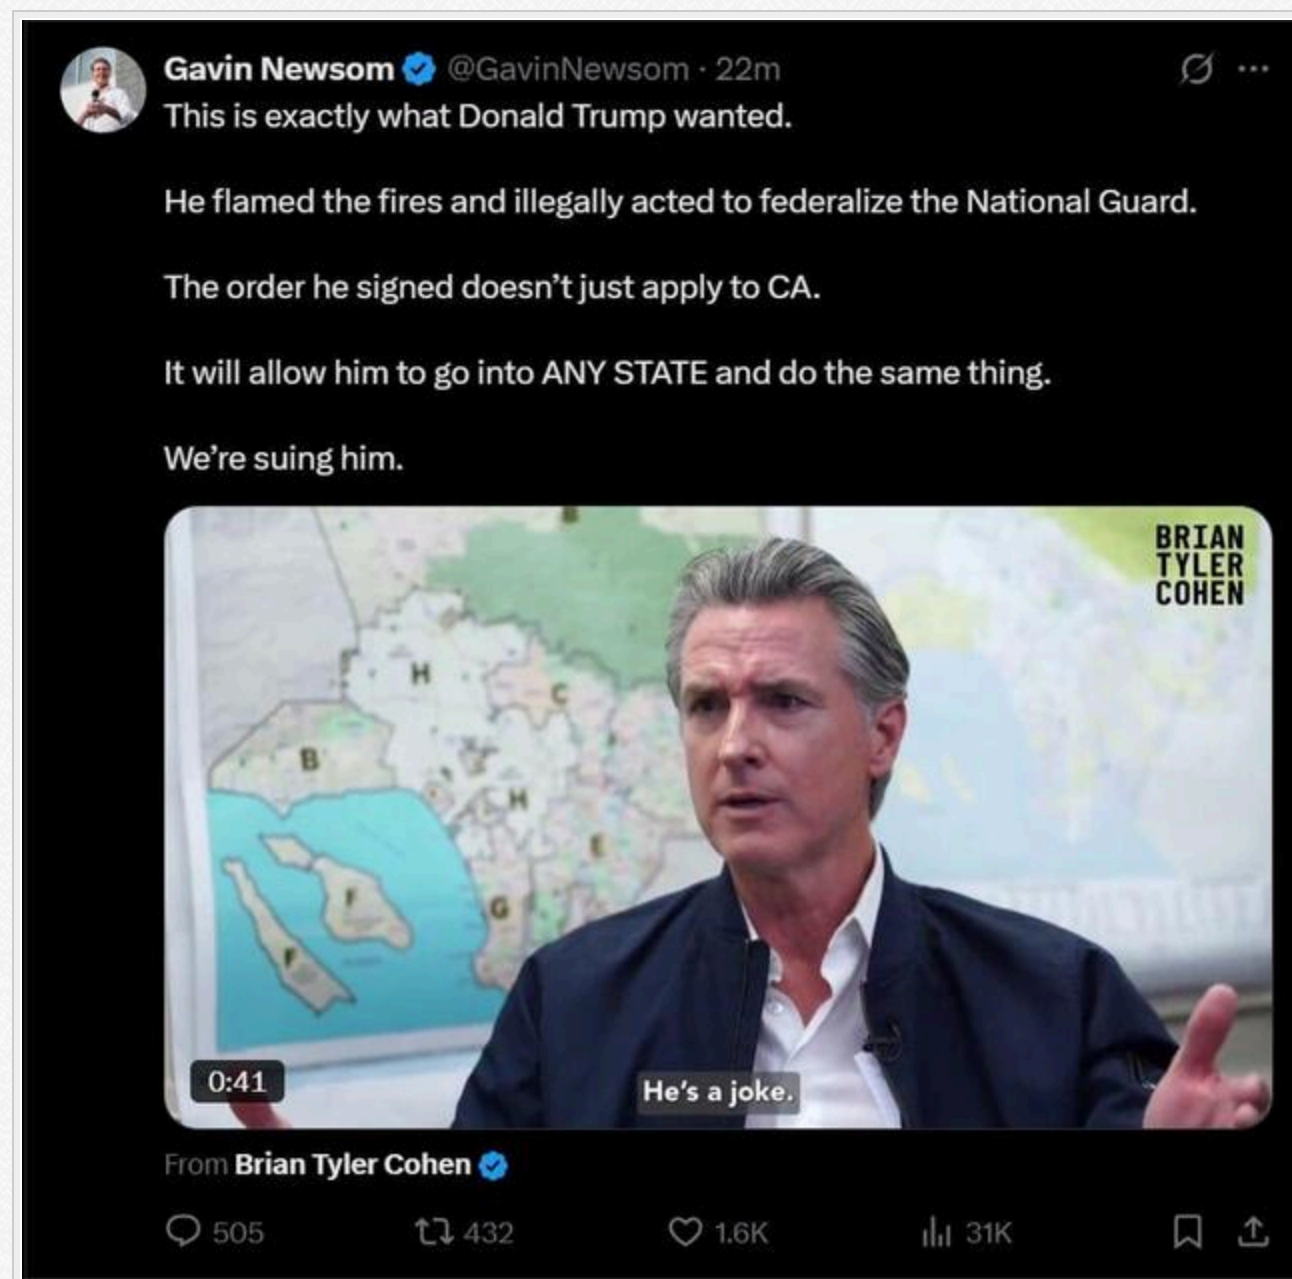 Gavin Newsom @GavinNewsom · 22m
This is exactly what Donald Trump wanted.
He flamed the fires and illegally acted to federalize the National Guard.
The order he signed doesn’t just apply to CA.
It will allow him to go into ANY STATE and do the same thing.
We’re suing him.
BRIAN
TYLER
COHEN
B
H
C
B
H
E
G
F
F
0:41
He's a joke.
From Brian Tyler Cohen
505 432 1.6K 31K